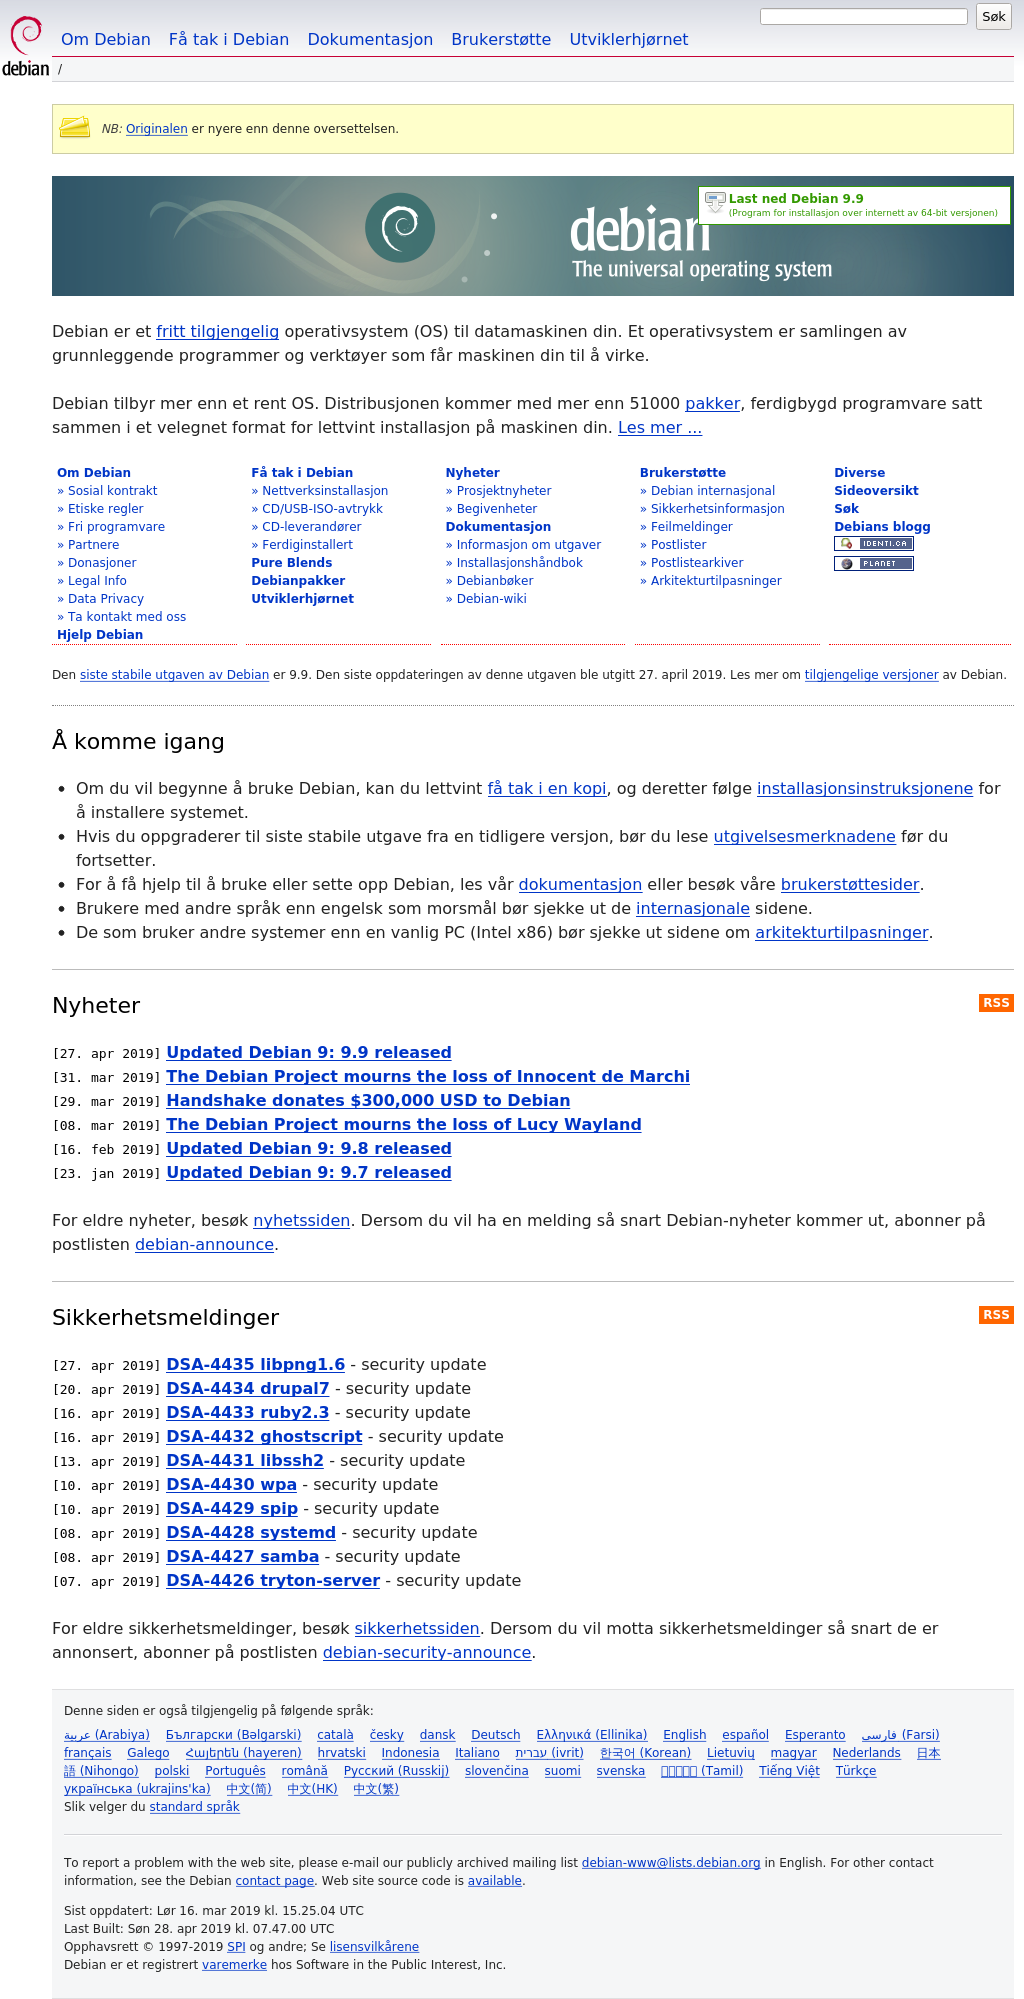 Søk
Om Debian Få tak i Debian Dokumentasjon Brukerstøtte Utviklerhjørnet
debian
/
NB: Originalen er nyere enn denne oversettelsen.
Last ned Debian 9.9
(Program for installasjon over internett av 64-bit versjonen)
debian
The universal operating system
Debian er et fritt tilgjengelig operativsystem (OS) til datamaskinen din. Et operativsystem er samlingen av
grunnleggende programmer og verktøyer som får maskinen din til å virke.
Debian tilbyr mer enn et rent OS. Distribusjonen kommer med mer enn 51000 pakker, ferdigbygd programvare satt
sammen i et velegnet format for lettvint installasjon på maskinen din. Les mer ...
Om Debian
» Sosial kontrakt
» Etiske regler
» Fri programvare
» Partnere
» Donasjoner
» Legal Info
» Data Privacy
» Ta kontakt med oss
Hjelp Debian
Få tak i Debian
» Nettverksinstallasjon
» CD/USB-ISO-avtrykk
» CD-leverandører
» Ferdiginstallert
Pure Blends
Debianpakker
Utviklerhjørnet
Nyheter
» Prosjektnyheter
» Begivenheter
Dokumentasjon
» Informasjon om utgaver
» Installasjonshåndbok
» Debianbøker
» Debian-wiki
Brukerstøtte
» Debian internasjonal
» Sikkerhetsinformasjon
» Feilmeldinger
» Postlister
» Postlistearkiver
» Arkitekturtilpasninger
Diverse
Sideoversikt
Søk
Debians blogg
IDENTI.CA
PLANET
Den siste stabile utgaven av Debian er 9.9. Den siste oppdateringen av denne utgaven ble utgitt 27. april 2019. Les mer om tilgjengelige versjoner av Debian.
Å komme igang
• Om du vil begynne å bruke Debian, kan du lettvint få tak i en kopi, og deretter følge installasjonsinstruksjonene for
å installere systemet.
• Hvis du oppgraderer til siste stabile utgave fra en tidligere versjon, bør du lese utgivelsesmerknadene før du
fortsetter.
• For å få hjelp til å bruke eller sette opp Debian, les vår dokumentasjon eller besøk våre brukerstøttesider.
• Brukere med andre språk enn engelsk som morsmål bør sjekke ut de internasjonale sidene.
• De som bruker andre systemer enn en vanlig PC (Intel x86) bør sjekke ut sidene om arkitekturtilpasninger.
Nyheter RSS
[27. apr 2019] Updated Debian 9: 9.9 released
[31. mar 2019] The Debian Project mourns the loss of Innocent de Marchi
[29. mar 2019] Handshake donates $300,000 USD to Debian
[08. mar 2019] The Debian Project mourns the loss of Lucy Wayland
[16. feb 2019] Updated Debian 9: 9.8 released
[23. jan 2019] Updated Debian 9: 9.7 released
For eldre nyheter, besøk nyhetssiden. Dersom du vil ha en melding så snart Debian-nyheter kommer ut, abonner på
postlisten debian-announce.
Sikkerhetsmeldinger RSS
[27. apr 2019] DSA-4435 libpng1.6 - security update
[20. apr 2019] DSA-4434 drupal7 - security update
[16. apr 2019] DSA-4433 ruby2.3 - security update
[16. apr 2019] DSA-4432 ghostscript - security update
[13. apr 2019] DSA-4431 libssh2 - security update
[10. apr 2019] DSA-4430 wpa - security update
[10. apr 2019] DSA-4429 spip - security update
[08. apr 2019] DSA-4428 systemd - security update
[08. apr 2019] DSA-4427 samba - security update
[07. apr 2019] DSA-4426 tryton-server - security update
For eldre sikkerhetsmeldinger, besøk sikkerhetssiden. Dersom du vil motta sikkerhetsmeldinger så snart de er
annonsert, abonner på postlisten debian-security-announce.
Denne siden er også tilgjengelig på følgende språk:
عربية (Arabiya) Български (Bəlgarski) català česky dansk Deutsch Ελληνικά (Ellinika) English español Esperanto فارسی (Farsi)
français Galego Հայերեն (hayeren) hrvatski Indonesia Italiano עברית (ivrit) 한국어 (Korean) Lietuvių magyar Nederlands 日本
語 (Nihongo) polski Português română Русский (Russkij) slovenčina suomi svenska (Tamil) Tiếng Việt Türkçe
українська (ukrajins'ka) 中文(简) 中文(HK) 中文(繁)
Slik velger du standard språk
To report a problem with the web site, please e-mail our publicly archived mailing list debian-www@lists.debian.org in English. For other contact
information, see the Debian contact page. Web site source code is available.
Sist oppdatert: Lør 16. mar 2019 kl. 15.25.04 UTC
Last Built: Søn 28. apr 2019 kl. 07.47.00 UTC
Opphavsrett © 1997-2019 SPI og andre; Se lisensvilkårene
Debian er et registrert varemerke hos Software in the Public Interest, Inc.